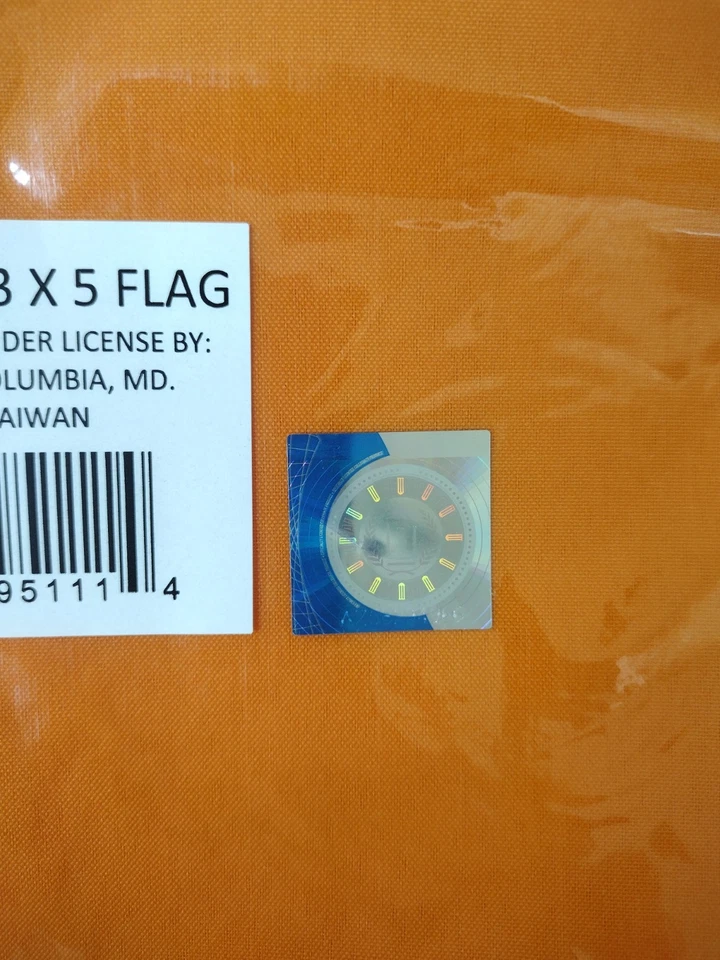 3 X 5 FLAG
DER LICENSE BY:
OLUMBIA, MD.
AIWAN
95111 4